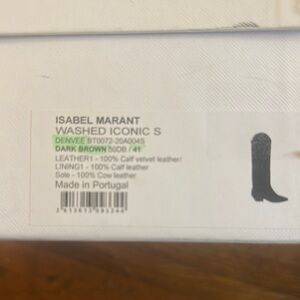 ISABEL MARANT
WASHED ICONIC S
DENVEE BT0072-20A004S
DARK BROWN 50DB / 41
LEATHER1 - 100% Calf velvet leather/
LINING1 - 100% Calf leather
Sole - 100% Cow leather
Made in Portugal